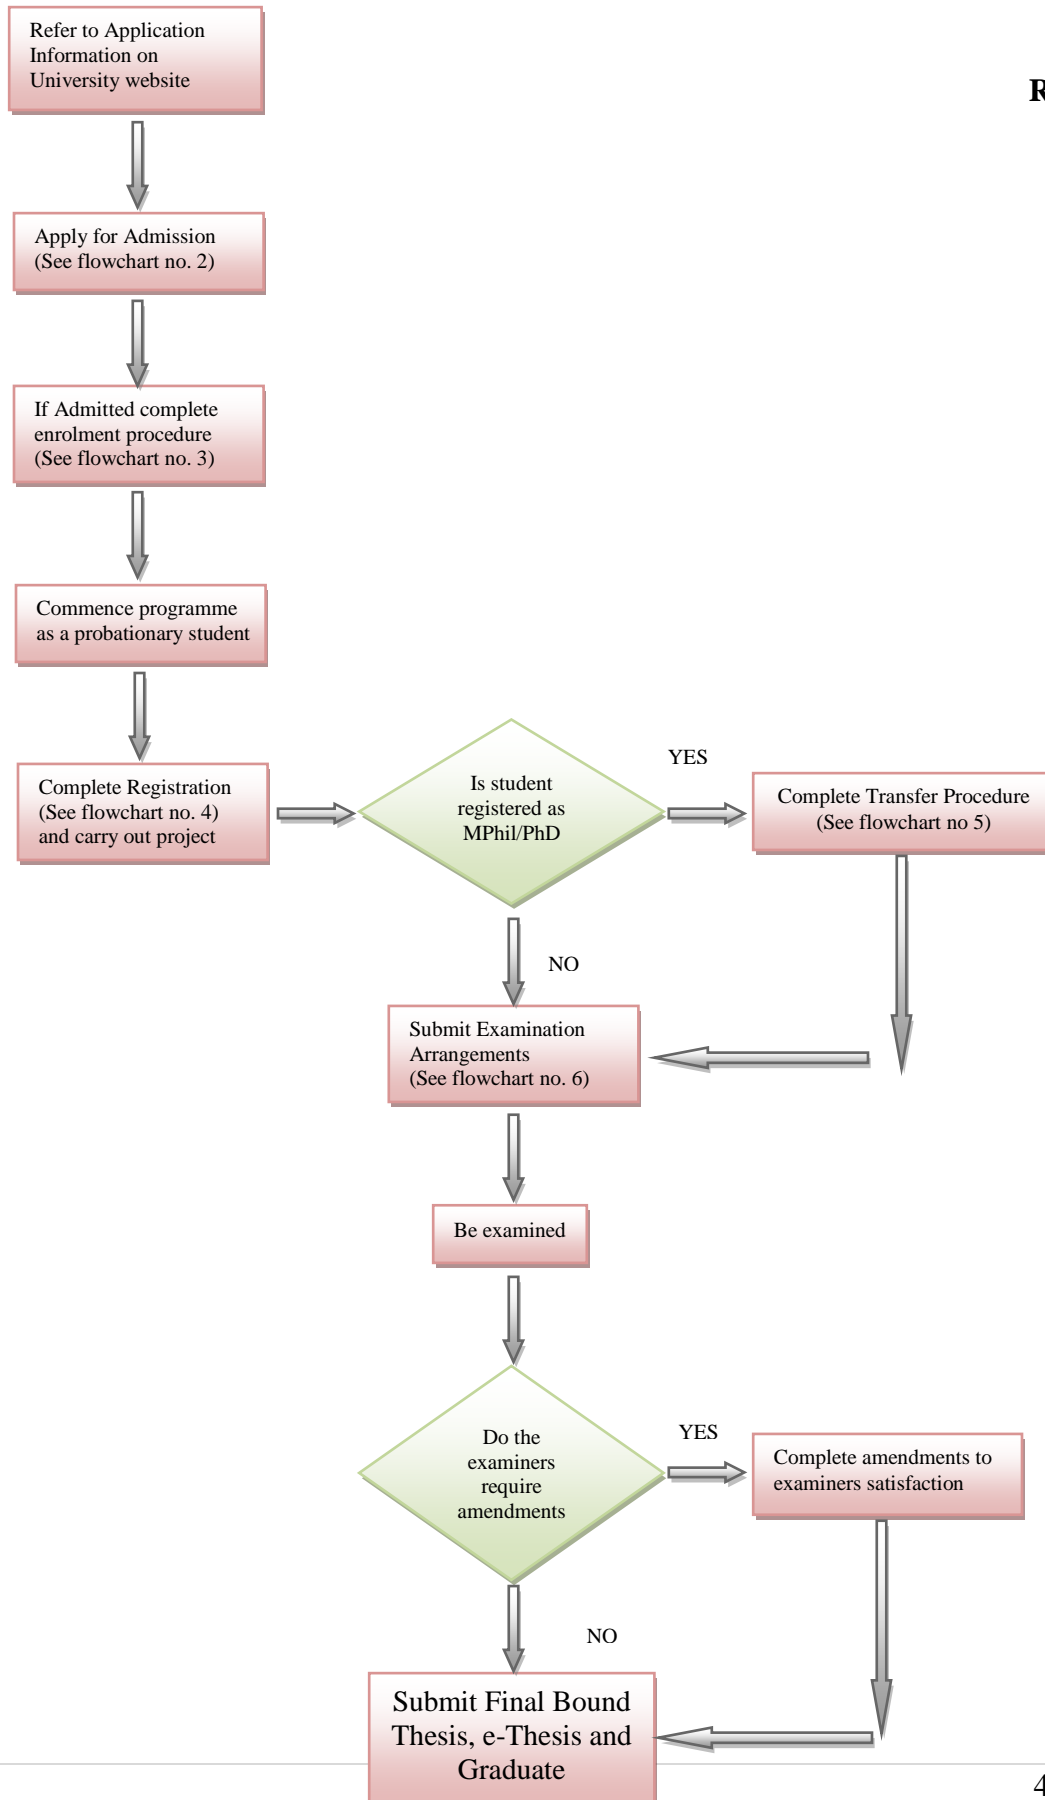 Refer to Application
Information on
University website
R
Apply for Admission
(See flowchart no. 2)
If Admitted complete
enrolment procedure
(See flowchart no. 3)
Commence programme
as a probationary student
Complete Registration
(See flowchart no. 4)
and carry out project
Is student
registered as
MPhil/PhD
YES
Complete Transfer Procedure
(See flowchart no 5)
NO
Submit Examination
Arrangements
(See flowchart no. 6)
Be examined
Do the
examiners
require
amendments
YES
Complete amendments to
examiners satisfaction
NO
Submit Final Bound
Thesis, e-Thesis and
Graduate
4